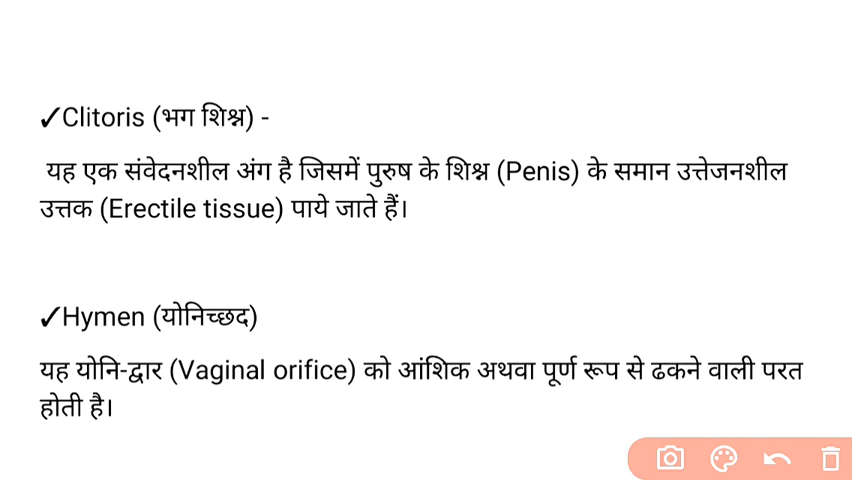 ✓Clitoris (भग शिश्न) -
यह एक संवेदनशील अंग है जिसमें पुरुष के शिश्न (Penis) के समान उत्तेजनशील
उत्तक (Erectile tissue) पाये जाते हैं।
✓Hymen (योनिच्छद)
यह योनि-द्वार (Vaginal orifice) को आंशिक अथवा पूर्ण रूप से ढकने वाली परत
होती है।